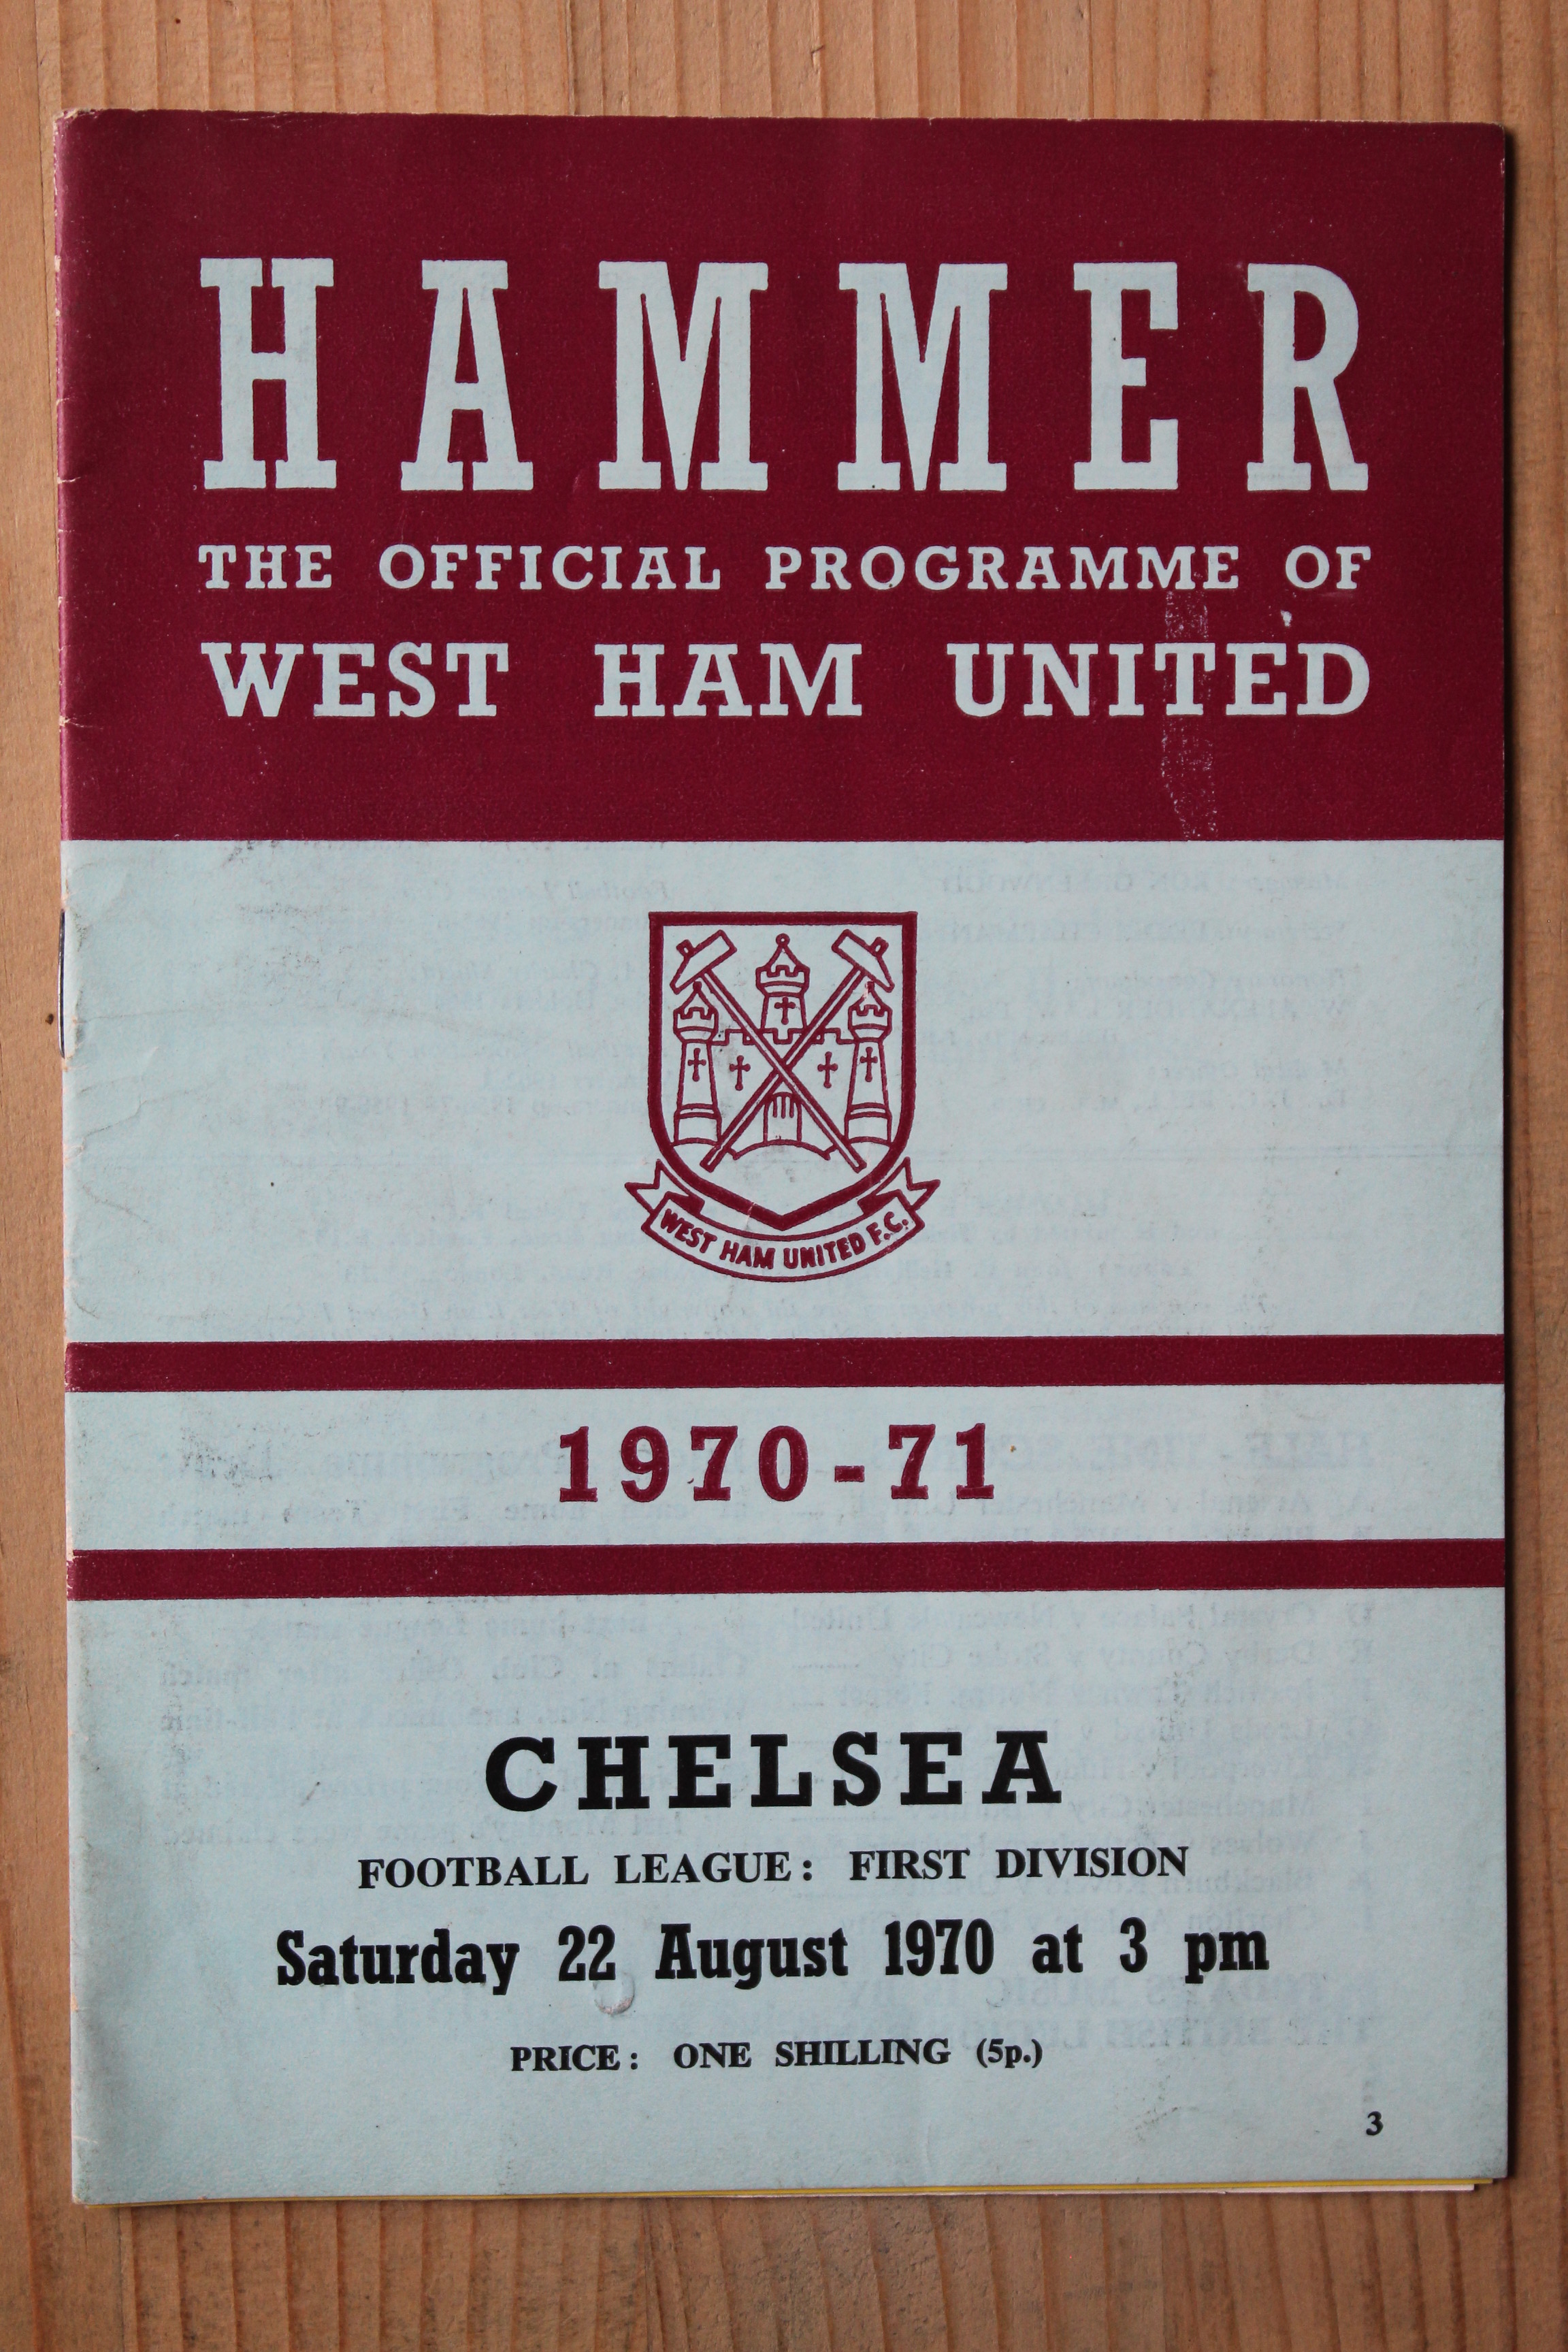 HAMMER
THE OFFICIAL PROGRAMME OF
WEST HAM UNITED
WEST HAM UNITED F.C.
1970-71
CHELSEA
FOOTBALL LEAGUE: FIRST DIVISION
Saturday 22 August 1970 at 3 pm
PRICE: ONE SHILLING (5p.)
3